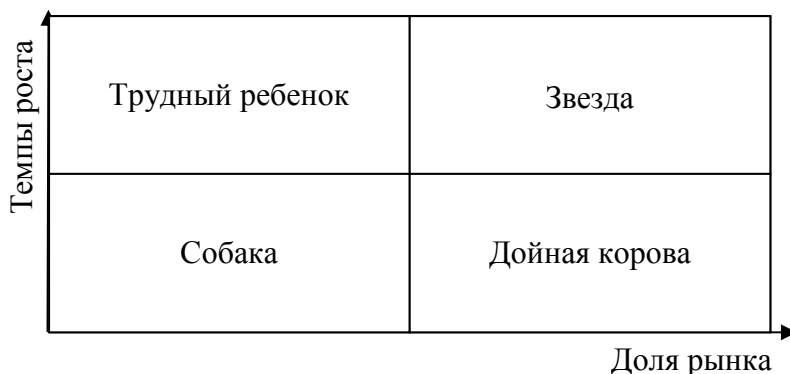 Темпы роста
Трудный ребенок
Звезда
Собака
Дойная корова
Доля рынка